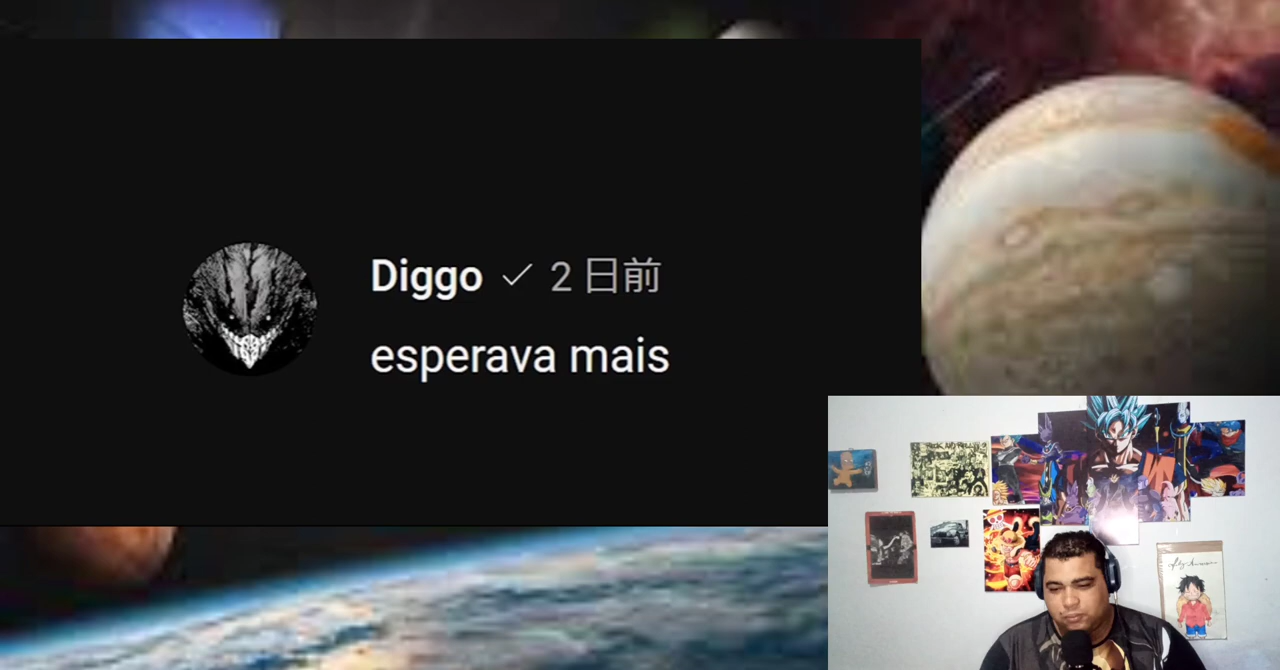 Diggo ✓ 2 日前
esperava mais